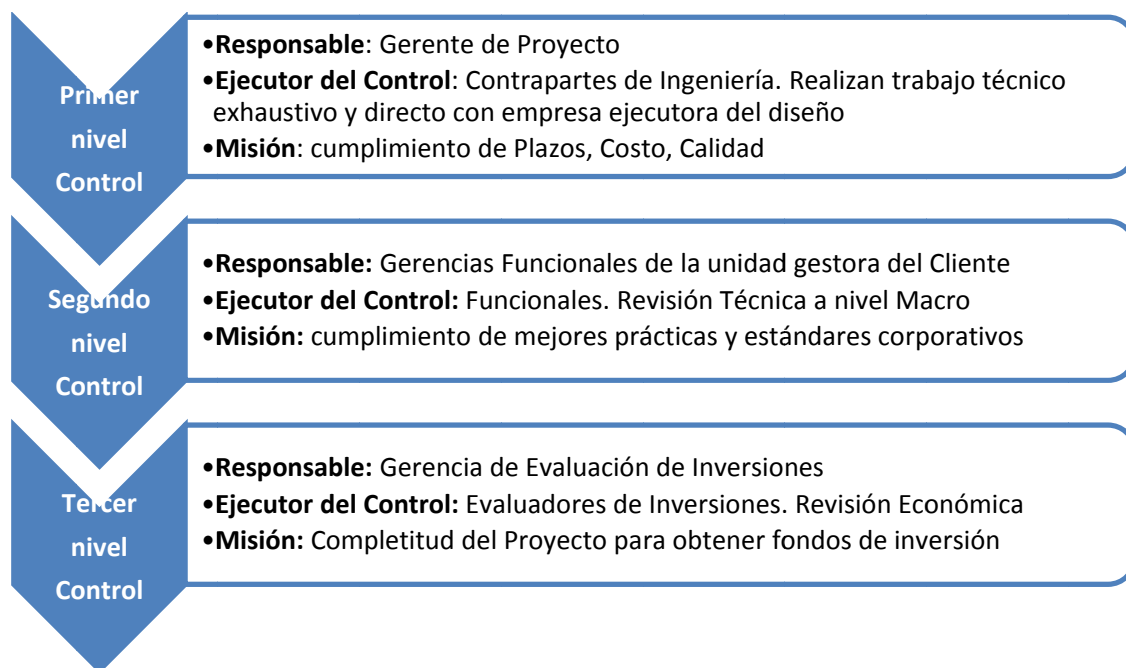 Primer
nivel
Control
•Responsable: Gerente de Proyecto
•Ejecutor del Control: Contrapartes de Ingeniería. Realizan trabajo técnico
exhaustivo y directo con empresa ejecutora del diseño
•Misión: cumplimiento de Plazos, Costo, Calidad
Segundo
nivel
Control
•Responsable: Gerencias Funcionales de la unidad gestora del Cliente
•Ejecutor del Control: Funcionales. Revisión Técnica a nivel Macro
•Misión: cumplimiento de mejores prácticas y estándares corporativos
Tercer
nivel
Control
•Responsable: Gerencia de Evaluación de Inversiones
•Ejecutor del Control: Evaluadores de Inversiones. Revisión Económica
•Misión: Completitud del Proyecto para obtener fondos de inversión